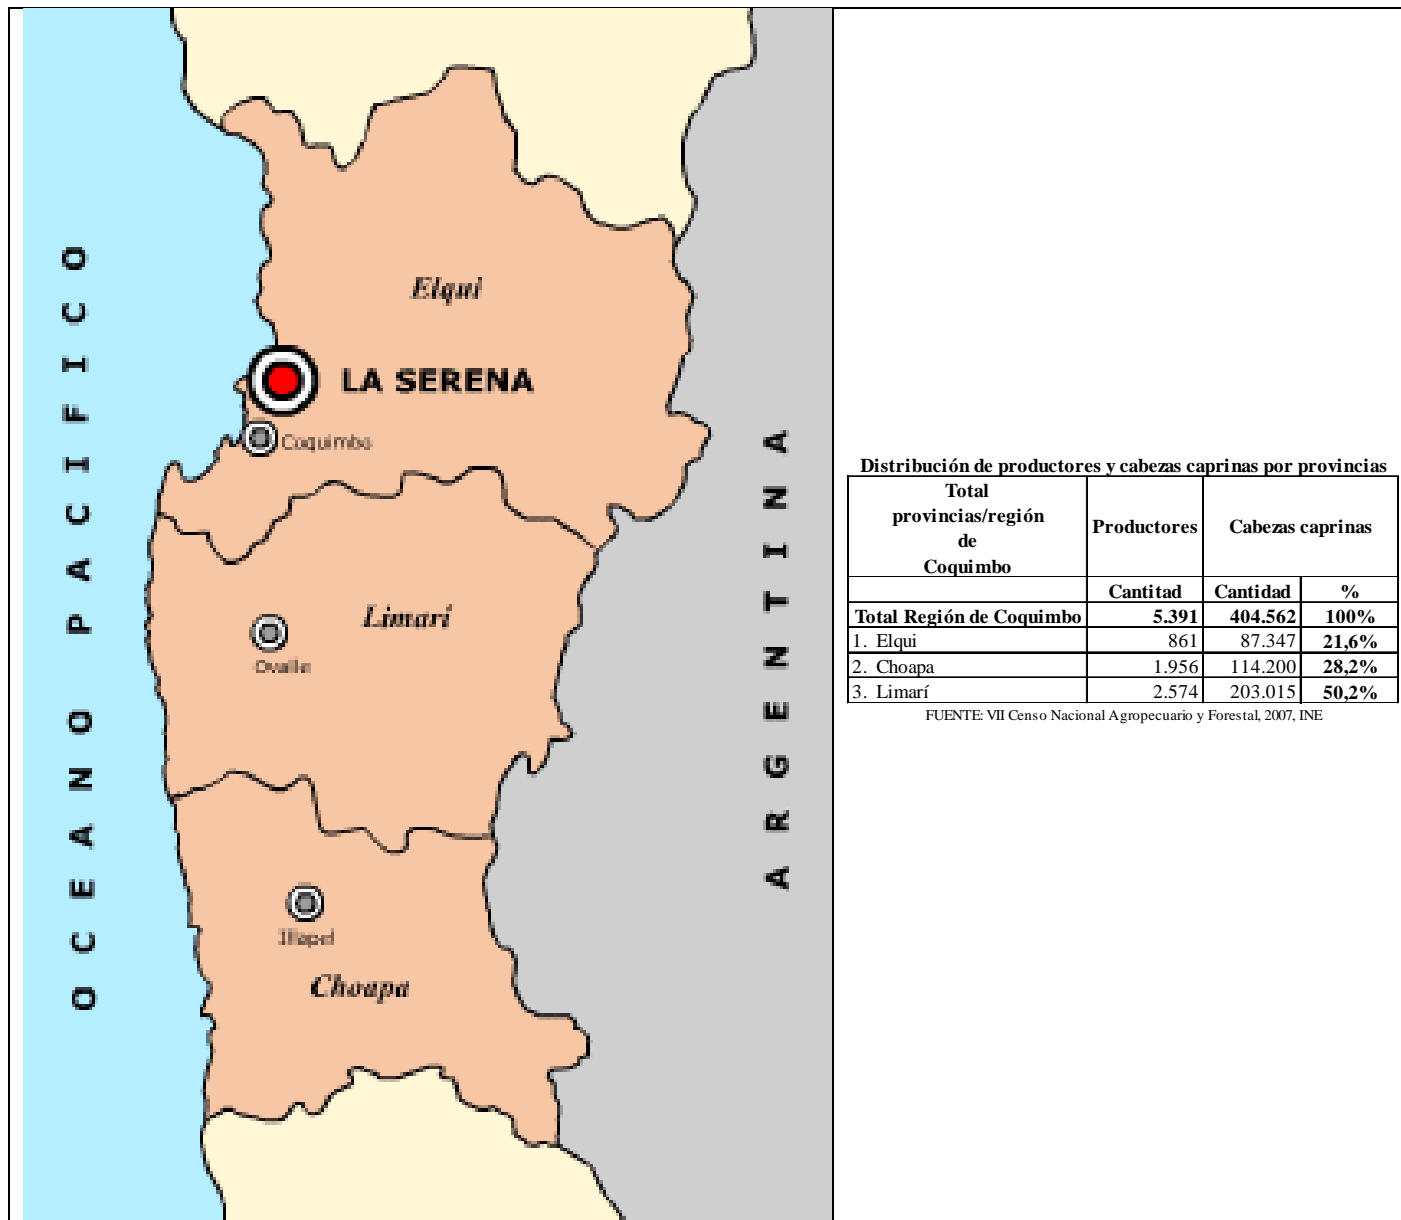 OCEANO PACIFICO
Elqui
LA SERENA
Coquimbo
Limarí
Ovalle
Illapel
Choapa
ARGENTINA
Distribución de productores y cabezas caprinas por provincias
Total provincias/región de Coquimbo | Productores | Cabezas caprinas
Cantitad | Cantidad | %
Total Región de Coquimbo | 5.391 | 404.562 | 100%
1. Elqui | 861 | 87.347 | 21,6%
2. Choapa | 1.956 | 114.200 | 28,2%
3. Limarí | 2.574 | 203.015 | 50,2%
FUENTE: VII Censo Nacional Agropecuario y Forestal, 2007, INE